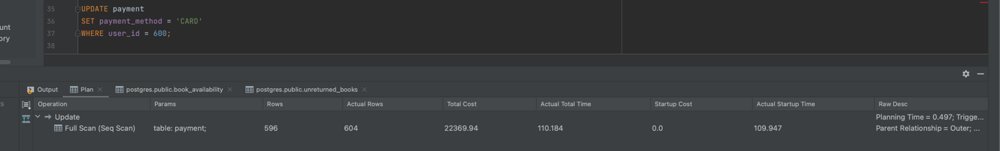 35 UPDATE payment
36 SET payment_method = 'CARD'
37 WHERE user_id = 600;
38
unt
ory
s
Output Plan postgres.public.book_availability postgres.public.unreturned_books
Operation Params Rows Actual Rows Total Cost Actual Total Time Startup Cost Actual Startup Time Raw Desc
Update Planning Time = 0.497; Trigge...
Full Scan (Seq Scan) table: payment; 596 604 22369.94 110.184 0.0 109.947 Parent Relationship = Outer; ...